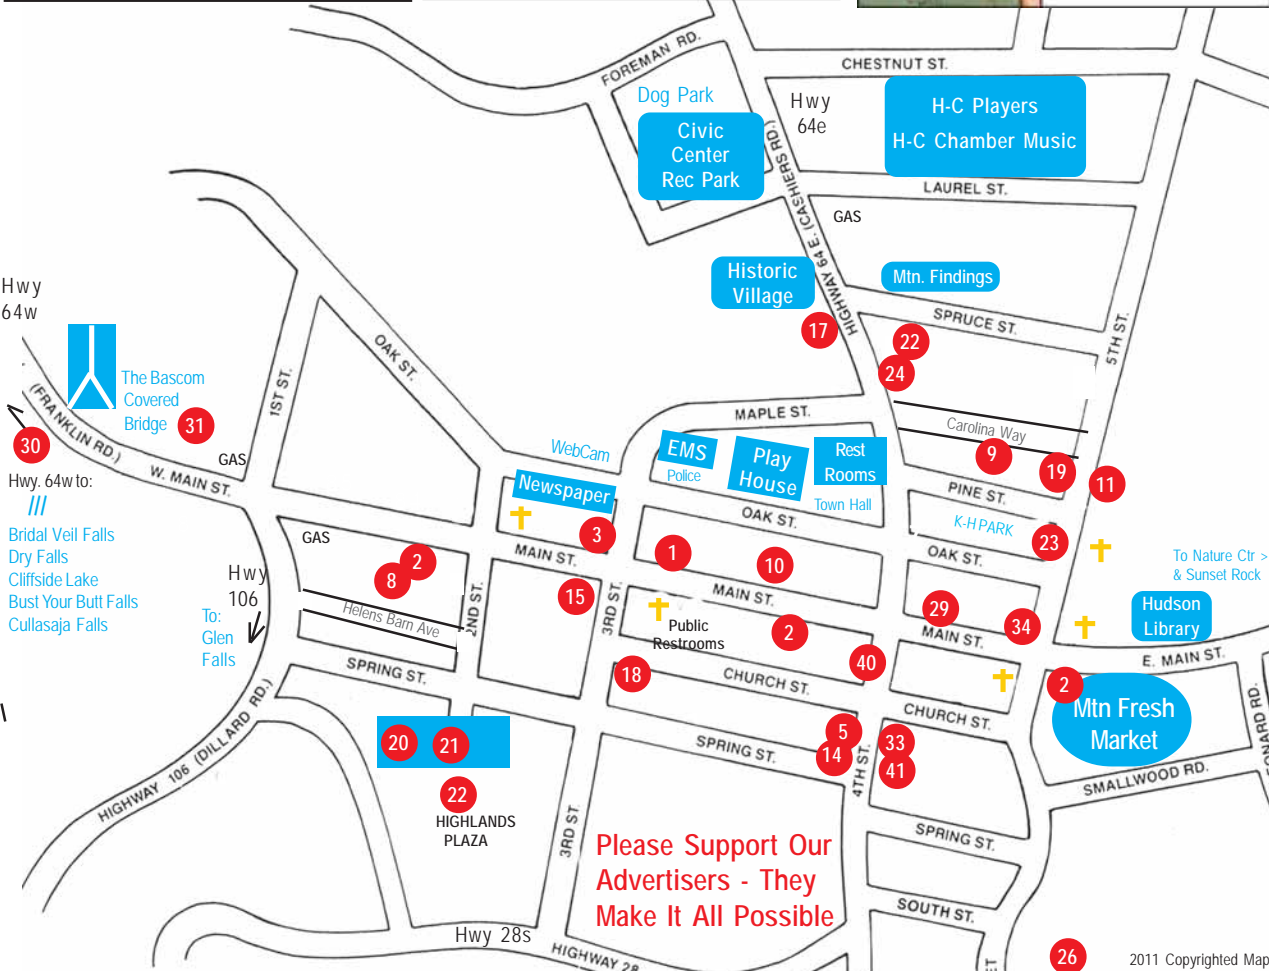 FOREMAN RD.
CHESTNUT ST.
Dog Park
Civic
Center
Rec Park
Hwy
64e
H-C Players
H-C Chamber Music
LAUREL ST.
GAS
HIGHWAY 64 E. (CASHIERS RD.)
Historic
Village
Mtn. Findings
SPRUCE ST.
5TH ST.
17
22
24
Hwy
64w
OAK ST.
1ST ST.
The Bascom
Covered
Bridge
31
30
(FRANKLIN RD.)
W. MAIN ST.
GAS
MAPLE ST.
Carolina Way
9
19
11
WebCam
EMS
Police
Play
House
Rest
Rooms
Town Hall
Newspaper
PINE ST.
K-H PARK
23
Hwy. 64w to:
///
Bridal Veil Falls
Dry Falls
Cliffside Lake
Bust Your Butt Falls
Cullasaja Falls
GAS
OAK ST.
OAK ST.
3
MAIN ST.
1
10
2
8
Hwy
106
To:
Glen
Falls
Helens Barn Ave
2ND ST.
15
3RD ST.
MAIN ST.
Public
Restrooms
2
29
34
MAIN ST.
To Nature Ctr >
& Sunset Rock
Hudson
Library
E. MAIN ST.
SPRING ST.
18
CHURCH ST.
40
2
Mtn Fresh
Market
CHURCH ST.
20
21
22
HIGHLANDS
PLAZA
HIGHWAY 106 (DILLARD RD.)
SPRING ST.
5
14
33
41
4TH ST.
SMALLWOOD RD.
3RD ST.
SPRING ST.
Please Support Our
Advertisers - They
Make It All Possible
SOUTH ST.
Hwy 28s
HIGHWAY 28
26
2011 Copyrighted Map